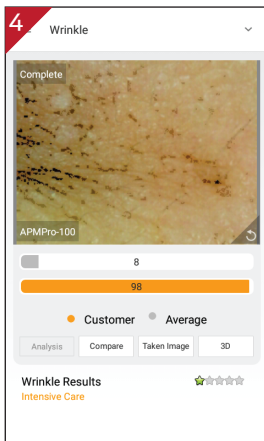 4
Wrinkle
Complete
APMPro-100
8
98
Customer Average
Analysis Compare Taken Image 3D
Wrinkle Results
Intensive Care